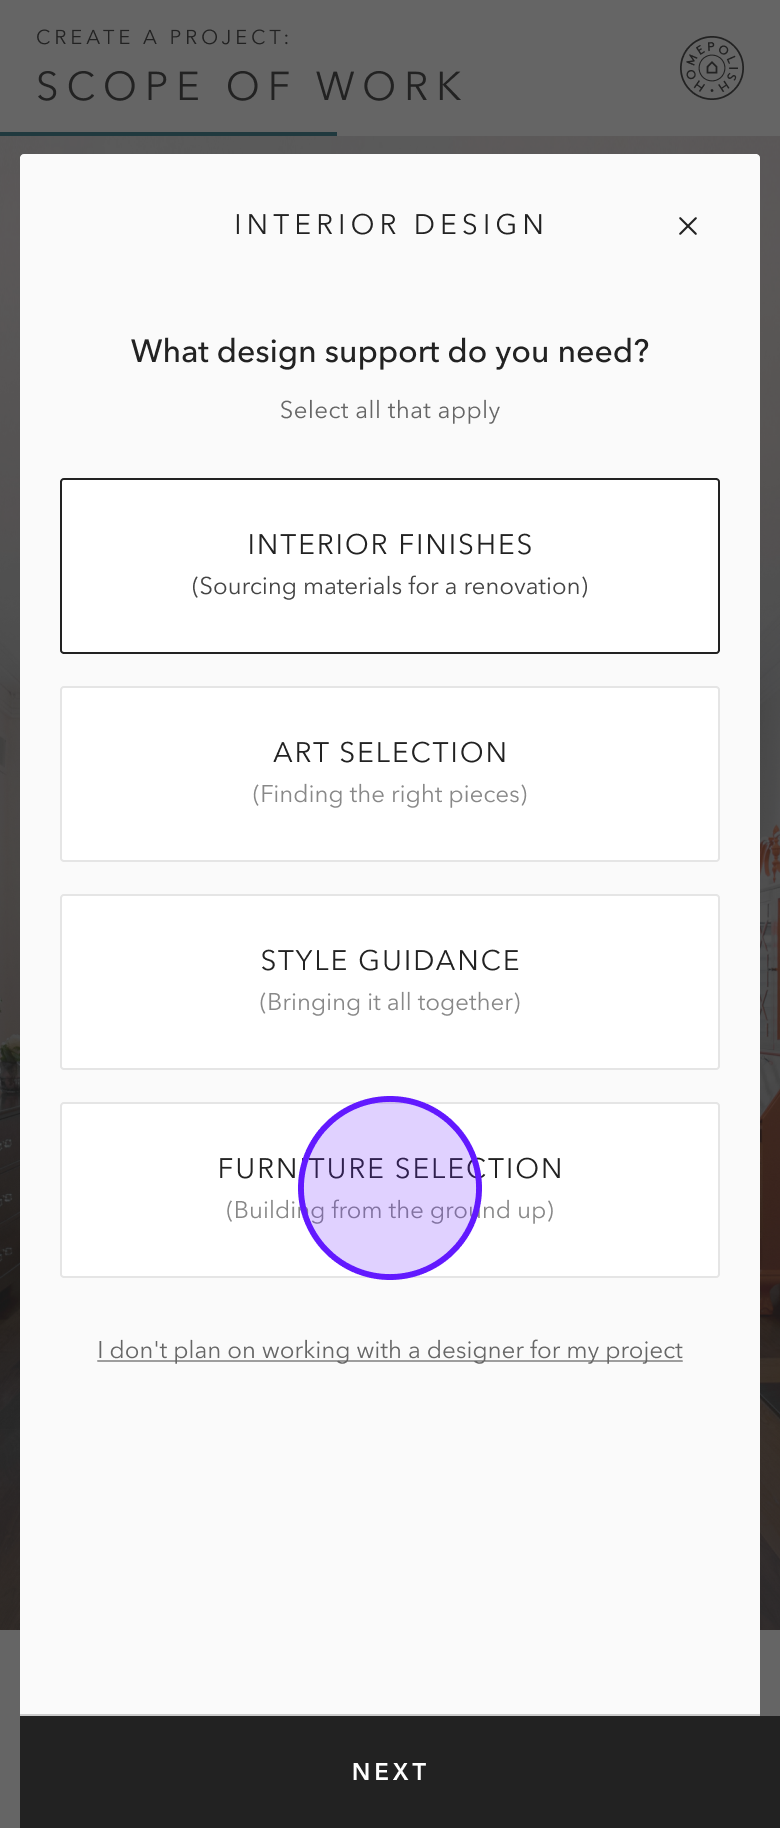 CREATE A PROJECT:
SCOPE OF WORK
HOMEPOLISH
INTERIOR DESIGN
What design support do you need?
Select all that apply
INTERIOR FINISHES
(Sourcing materials for a renovation)
ART SELECTION
(Finding the right pieces)
STYLE GUIDANCE
(Bringing it all together)
FURNITURE SELECTION
(Building from the ground up)
I don't plan on working with a designer for my project
NEXT